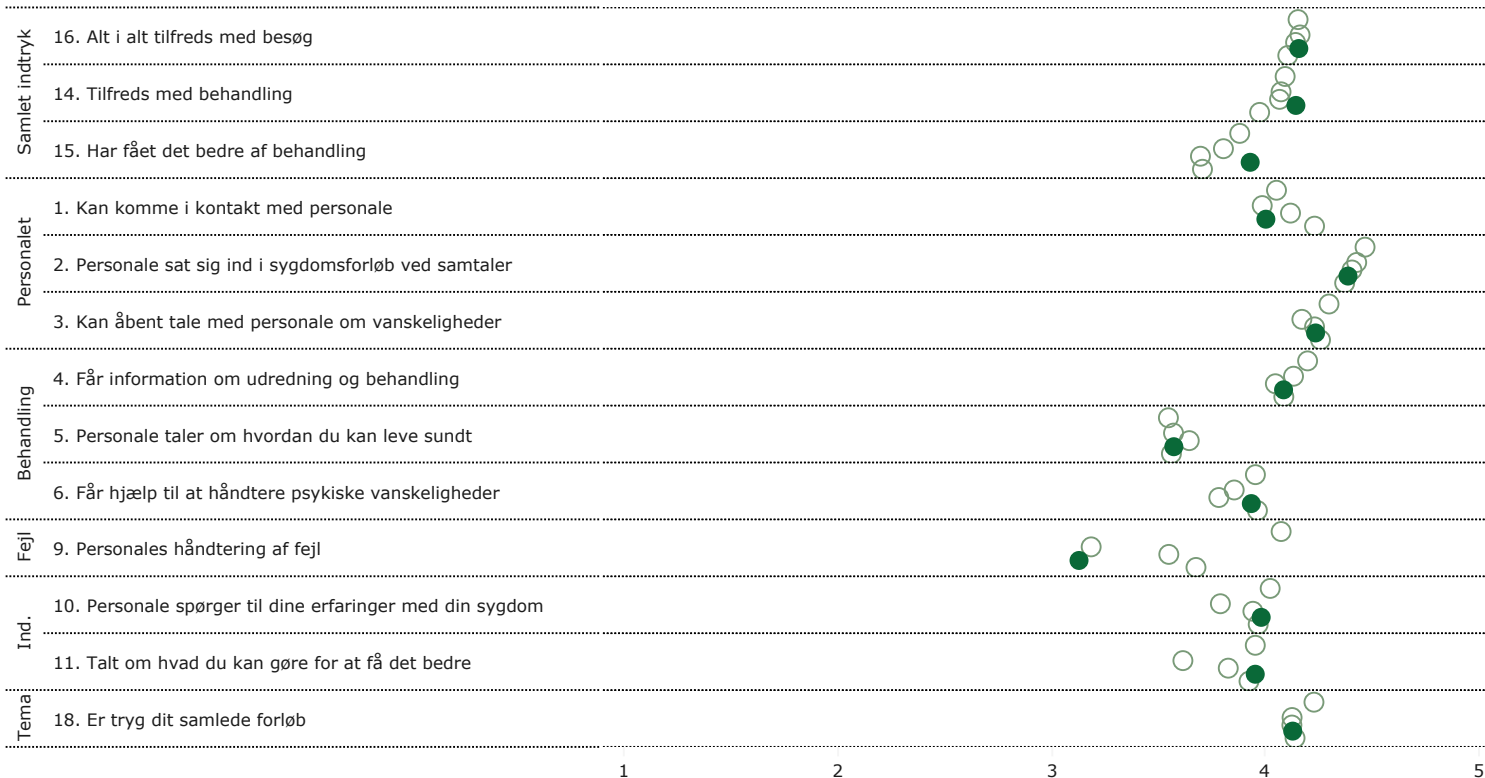 Samlet indtryk
16. Alt i alt tilfreds med besøg
14. Tilfreds med behandling
15. Har fået det bedre af behandling
Personalet
1. Kan komme i kontakt med personale
2. Personale sat sig ind i sygdomsforløb ved samtaler
3. Kan åbent tale med personale om vanskeligheder
Behandling
4. Får information om udredning og behandling
5. Personale taler om hvordan du kan leve sundt
6. Får hjælp til at håndtere psykiske vanskeligheder
Fejl
9. Personales håndtering af fejl
Ind.
10. Personale spørger til dine erfaringer med din sygdom
11. Talt om hvad du kan gøre for at få det bedre
Tema
18. Er tryg dit samlede forløb
1 2 3 4 5